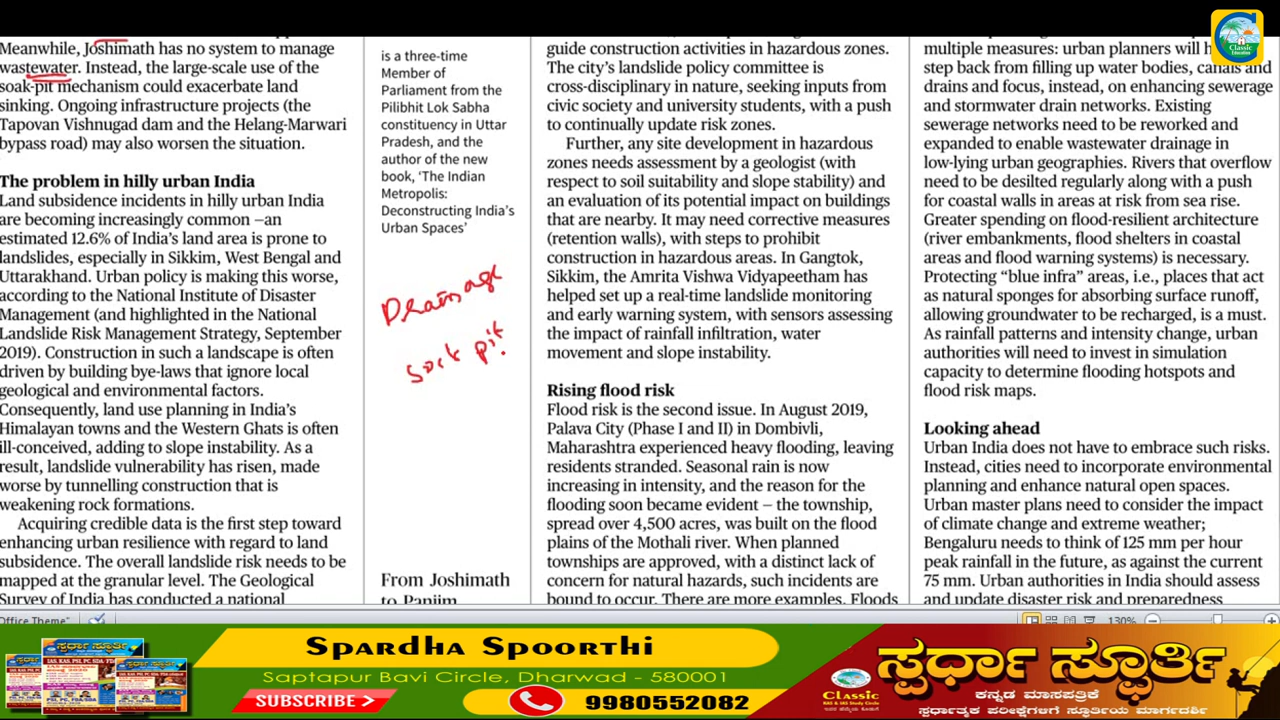 Meanwhile, Joshimath has no system to manage
wastewater. Instead, the large-scale use of the
soak-pit mechanism could exacerbate land
sinking. Ongoing infrastructure projects (the
Tapovan Vishnugad dam and the Helang-Marwari
bypass road) may also worsen the situation.
The problem in hilly urban India
Land subsidence incidents in hilly urban India
are becoming increasingly common —an
estimated 12.6% of India's land area is prone to
landslides, especially in Sikkim, West Bengal and
Uttarakhand. Urban policy is making this worse,
according to the National Institute of Disaster
Management (and highlighted in the National
Landslide Risk Management Strategy, September
2019). Construction in such a landscape is often
driven by building bye-laws that ignore local
geological and environmental factors.
Consequently, land use planning in India's
Himalayan towns and the Western Ghats is often
ill-conceived, adding to slope instability. As a
result, landslide vulnerability has risen, made
worse by tunnelling construction that is
weakening rock formations.
Acquiring credible data is the first step toward
enhancing urban resilience with regard to land
subsidence. The overall landslide risk needs to be
mapped at the granular level. The Geological
Survey of India has conducted a national
is a three-time
Member of
Parliament from the
Pilibhit Lok Sabha
constituency in Uttar
Pradesh, and the
author of the new
book, 'The Indian
Metropolis:
Deconstructing India's
Urban Spaces'
Drainage
sock pit
From Joshimath
to Panjim
guide construction activities in hazardous zones.
The city's landslide policy committee is
cross-disciplinary in nature, seeking inputs from
civic society and university students, with a push
to continually update risk zones.
Further, any site development in hazardous
zones needs assessment by a geologist (with
respect to soil suitability and slope stability) and
an evaluation of its potential impact on buildings
that are nearby. It may need corrective measures
(retention walls), with steps to prohibit
construction in hazardous areas. In Gangtok,
Sikkim, the Amrita Vishwa Vidyapeetham has
helped set up a real-time landslide monitoring
and early warning system, with sensors assessing
the impact of rainfall infiltration, water
movement and slope instability.
Rising flood risk
Flood risk is the second issue. In August 2019,
Palava City (Phase I and II) in Dombivli,
Maharashtra experienced heavy flooding, leaving
residents stranded. Seasonal rain is now
increasing in intensity, and the reason for the
flooding soon became evident — the township,
spread over 4,500 acres, was built on the flood
plains of the Mothali river. When planned
townships are approved, with a distinct lack of
concern for natural hazards, such incidents are
bound to occur. There are more examples. Floods
multiple measures: urban planners will
step back from filling up water bodies, canals and
drains and focus, instead, on enhancing sewerage
and stormwater drain networks. Existing
sewerage networks need to be reworked and
expanded to enable wastewater drainage in
low-lying urban geographies. Rivers that overflow
need to be desilted regularly along with a push
for coastal walls in areas at risk from sea rise.
Greater spending on flood-resilient architecture
(river embankments, flood shelters in coastal
areas and flood warning systems) is necessary.
Protecting "blue infra" areas, i.e., places that act
as natural sponges for absorbing surface runoff,
allowing groundwater to be recharged, is a must.
As rainfall patterns and intensity change, urban
authorities will need to invest in simulation
capacity to determine flooding hotspots and
flood risk maps.
Looking ahead
Urban India does not have to embrace such risks.
Instead, cities need to incorporate environmental
planning and enhance natural open spaces.
Urban master plans need to consider the impact
of climate change and extreme weather;
Bengaluru needs to think of 125 mm per hour
peak rainfall in the future, as against the current
75 mm. Urban authorities in India should assess
and update disaster risk and preparedness
Classic
Education
Office Theme"
130%
Spardha Spoorthi
Saptapur Bavi Circle, Dharwad - 580001
SUBSCRIBE
9980552082
ಸ್ಪರ್ಧಾ ಸ್ಫೂರ್ತಿ
Classic
ಕನ್ನಡ ಮಾಸಪತ್ರಿಕೆ
ಸ್ಪರ್ಧಾತ್ಮಕ ಪರೀಕ್ಷೆಗಳಿಗೆ ಸ್ಫೂರ್ತಿಯ ಮಾರ್ಗದರ್ಶಿ